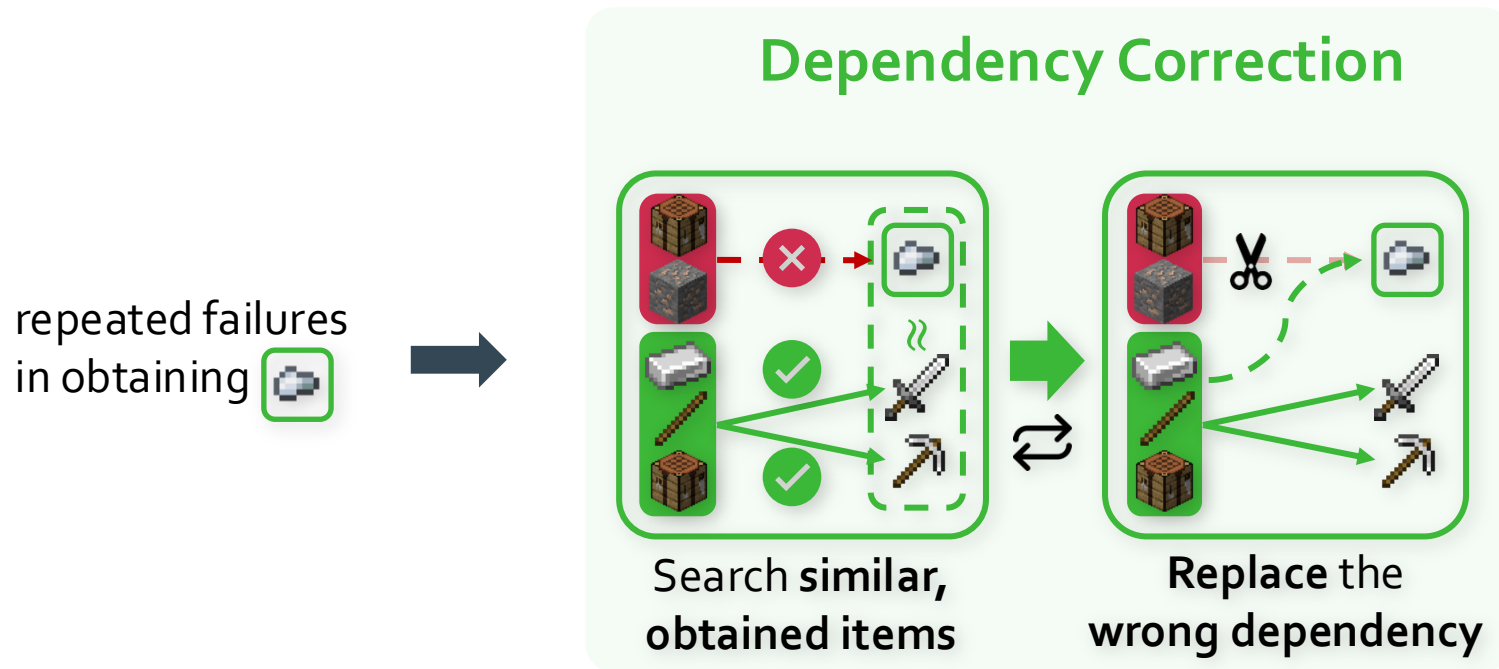 Dependency Correction
repeated failures
in obtaining
Search similar,
obtained items
Replace the
wrong dependency